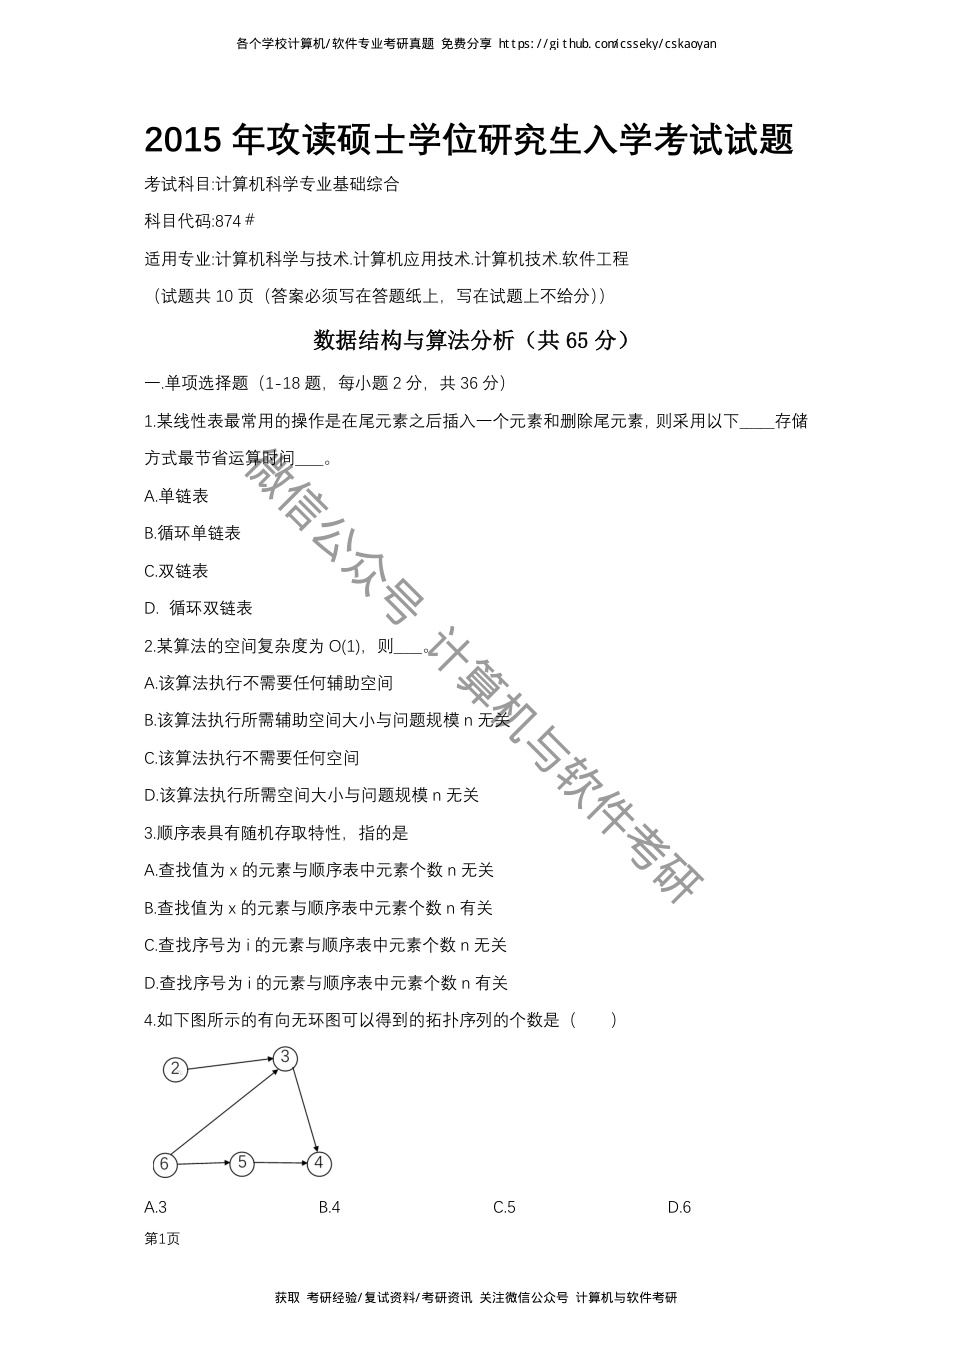 各个学校计算机/软件专业考研真题 免费分享 https://github.com/csseky/cskaoyan
2015 年攻读硕士学位研究生入学考试试题
考试科目:计算机科学专业基础综合
科目代码:874＃
适用专业:计算机科学与技术.计算机应用技术.计算机技术.软件工程
（试题共 10 页（答案必须写在答题纸上，写在试题上不给分））
数据结构与算法分析（共 65 分）
一.单项选择题（1-18 题，每小题 2 分，共 36 分）
1.某线性表最常用的操作是在尾元素之后插入一个元素和删除尾元素，则采用以下____存储
方式最节省运算时间___。
A.单链表
B.循环单链表
C.双链表
D. 循环双链表
2.某算法的空间复杂度为 O(1)，则___。
A.该算法执行不需要任何辅助空间
B.该算法执行所需辅助空间大小与问题规模 n 无关
C.该算法执行不需要任何空间
D.该算法执行所需空间大小与问题规模 n 无关
3.顺序表具有随机存取特性，指的是
A.查找值为 x 的元素与顺序表中元素个数 n 无关
B.查找值为 x 的元素与顺序表中元素个数 n 有关
C.查找序号为 i 的元素与顺序表中元素个数 n 无关
D.查找序号为 i 的元素与顺序表中元素个数 n 有关
4.如下图所示的有向无环图可以得到的拓扑序列的个数是（　　）
2 3
6 5 4
A.3 B.4 C.5 D.6
第1页
获取 考研经验/复试资料/考研资讯 关注微信公众号 计算机与软件考研
微信公众号 计算机与软件考研